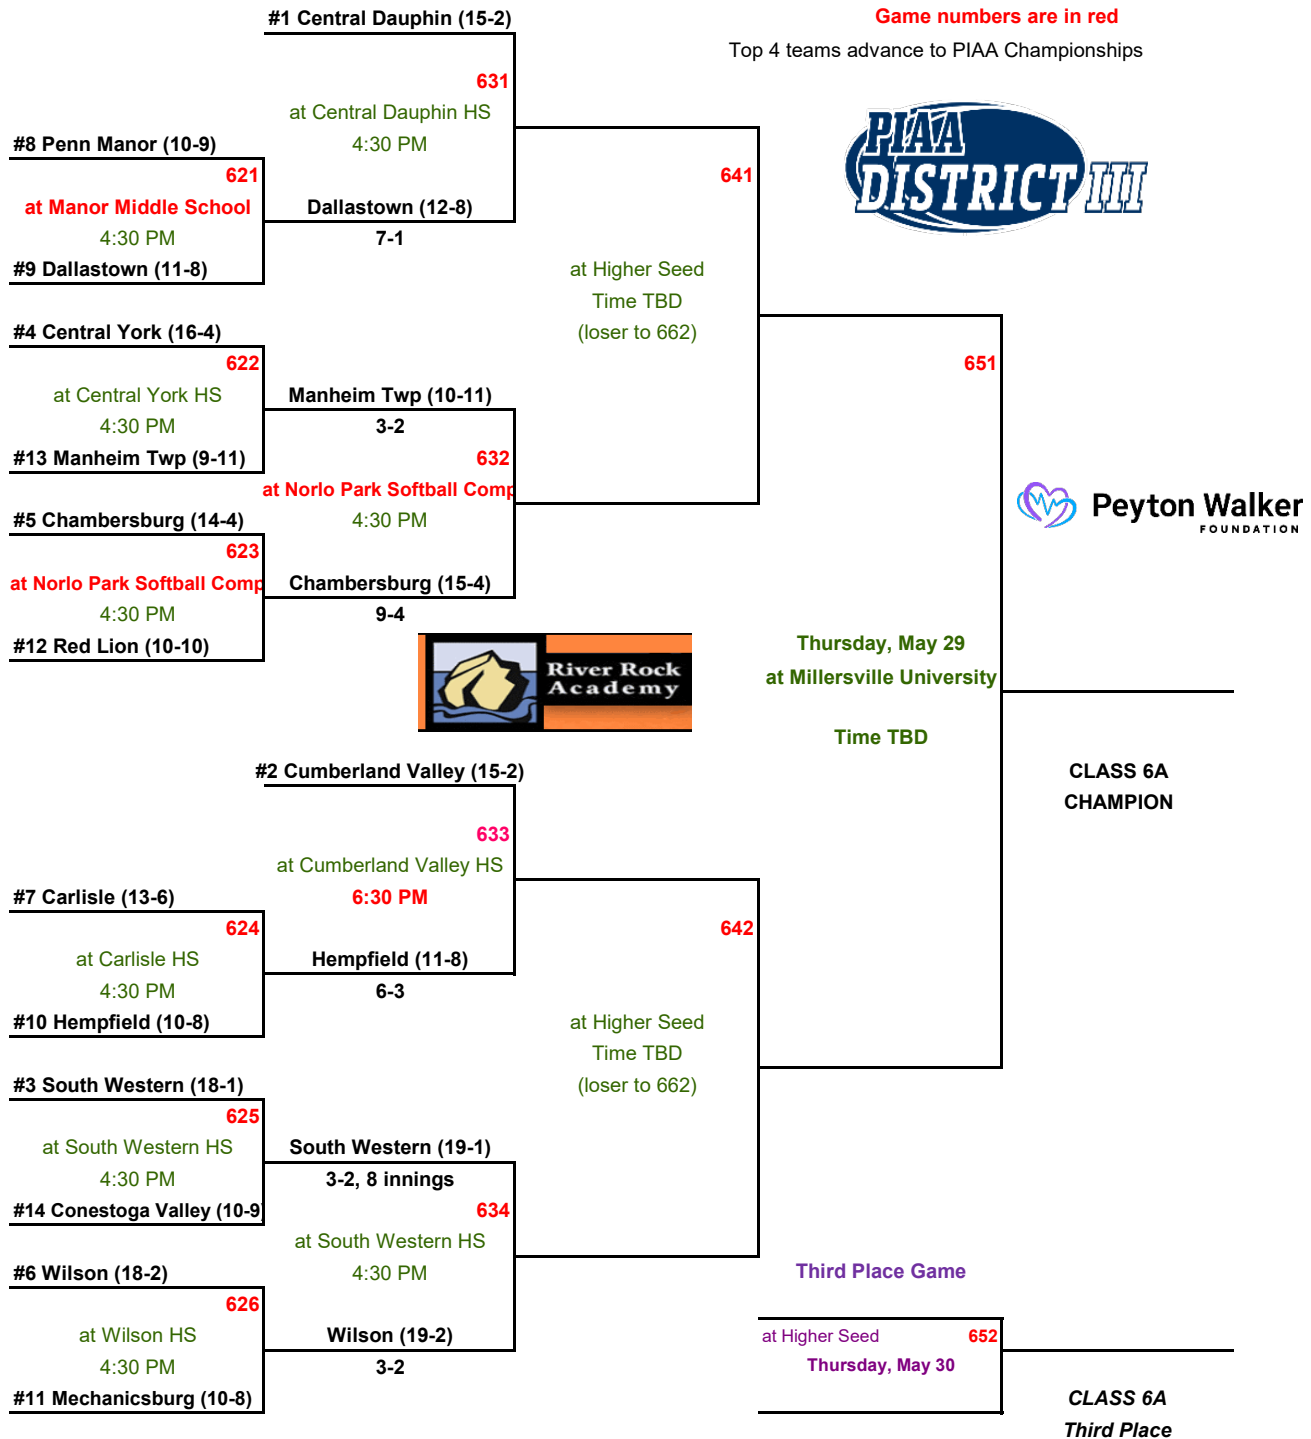 #1 Central Dauphin (15-2)
Game numbers are in red
Top 4 teams advance to PIAA Championships
631
at Central Dauphin HS
4:30 PM
#8 Penn Manor (10-9)
621
at Manor Middle School
4:30 PM
#9 Dallastown (11-8)
Dallastown (12-8)
7-1
641
at Higher Seed
Time TBD
(loser to 662)
PIAA
DISTRICT III
#4 Central York (16-4)
622
at Central York HS
4:30 PM
#13 Manheim Twp (9-11)
Manheim Twp (10-11)
3-2
632
at Norlo Park Softball Comp
4:30 PM
#5 Chambersburg (14-4)
623
at Norlo Park Softball Comp
4:30 PM
#12 Red Lion (10-10)
Chambersburg (15-4)
9-4
651
Thursday, May 29
at Millersville University
Time TBD
Peyton Walker
FOUNDATION
River Rock
Academy
CLASS 6A
CHAMPION
#2 Cumberland Valley (15-2)
633
at Cumberland Valley HS
6:30 PM
#7 Carlisle (13-6)
624
at Carlisle HS
4:30 PM
#10 Hempfield (10-8)
Hempfield (11-8)
6-3
642
at Higher Seed
Time TBD
(loser to 662)
#3 South Western (18-1)
625
at South Western HS
4:30 PM
#14 Conestoga Valley (10-9)
South Western (19-1)
3-2, 8 innings
634
at South Western HS
4:30 PM
#6 Wilson (18-2)
626
at Wilson HS
4:30 PM
#11 Mechanicsburg (10-8)
Wilson (19-2)
3-2
Third Place Game
at Higher Seed
652
Thursday, May 30
CLASS 6A
Third Place